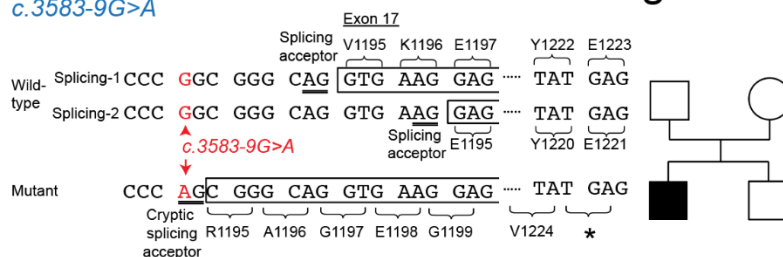 c.3583-9G>A
Exon 17
Splicing acceptor V1195 K1196 E1197 Y1222 E1223
Wild-type Splicing-1 CCC GGC GGG CAG GTG AAG GAG ····· TAT GAG
Splicing-2 CCC GGC GGG CAG GTG AAG GAG ····· TAT GAG
c.3583-9G>A Splicing acceptor E1195 Y1220 E1221
Mutant CCC AGC GGG CAG GTG AAG GAG ····· TAT GAG
Cryptic splicing acceptor R1195 A1196 G1197 E1198 G1199 V1224 *